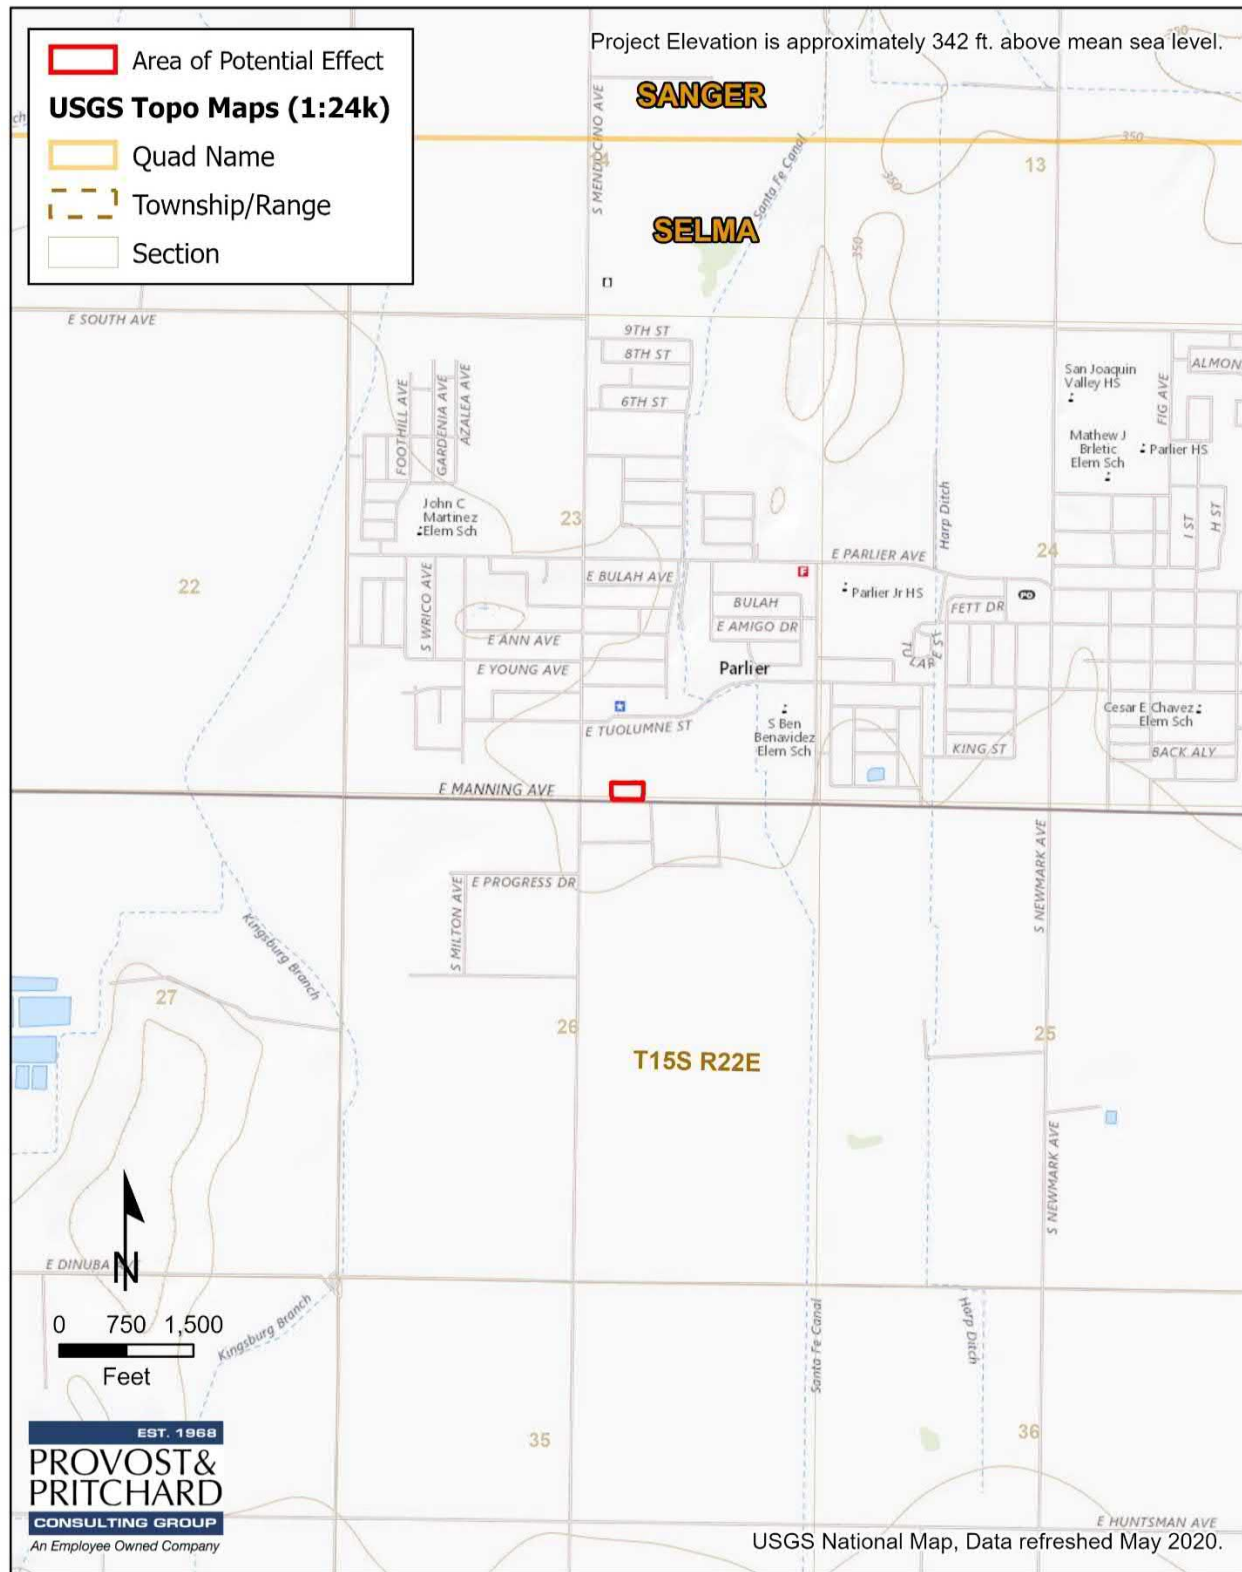 Project Elevation is approximately 342 ft. above mean sea level.
Area of Potential Effect
USGS Topo Maps (1:24k)
Quad Name
Township/Range
Section
SANGER
SELMA
S MENDOCINO AVE
Santa Fe Canal
350
350
350
350
13
E SOUTH AVE
9TH ST
8TH ST
6TH ST
FOOTHILL AVE
GARDENIA AVE
AZALEA AVE
San Joaquin
Valley HS
FIG AVE
ALMON
Mathew J
Brletic
Elem Sch
Parlier HS
John C
Martinez
Elem Sch
23
Harp Ditch
I ST
H ST
22
E PARLIER AVE
24
E BULAH AVE
F
Parlier Jr HS
PO
S WRICO AVE
BULAH
FETT DR
E AMIGO DR
E ANN AVE
E YOUNG AVE
Parlier
E TUOLUMNE ST
S Ben
Benavidez
Elem Sch
Cesar E Chavez
Elem Sch
KING ST
BACK ALY
E MANNING AVE
S NEWMARK AVE
E PROGRESS DR
S MILTON AVE
Kingsburg Branch
27
26
25
T15S R22E
S NEWMARK AVE
N
E DINUBA
0 750 1,500
Feet
Kingsburg Branch
Santa Fe Canal
Harp Ditch
35
36
EST. 1968
PROVOST&
PRITCHARD
CONSULTING GROUP
An Employee Owned Company
E HUNTSMAN AVE
USGS National Map, Data refreshed May 2020.